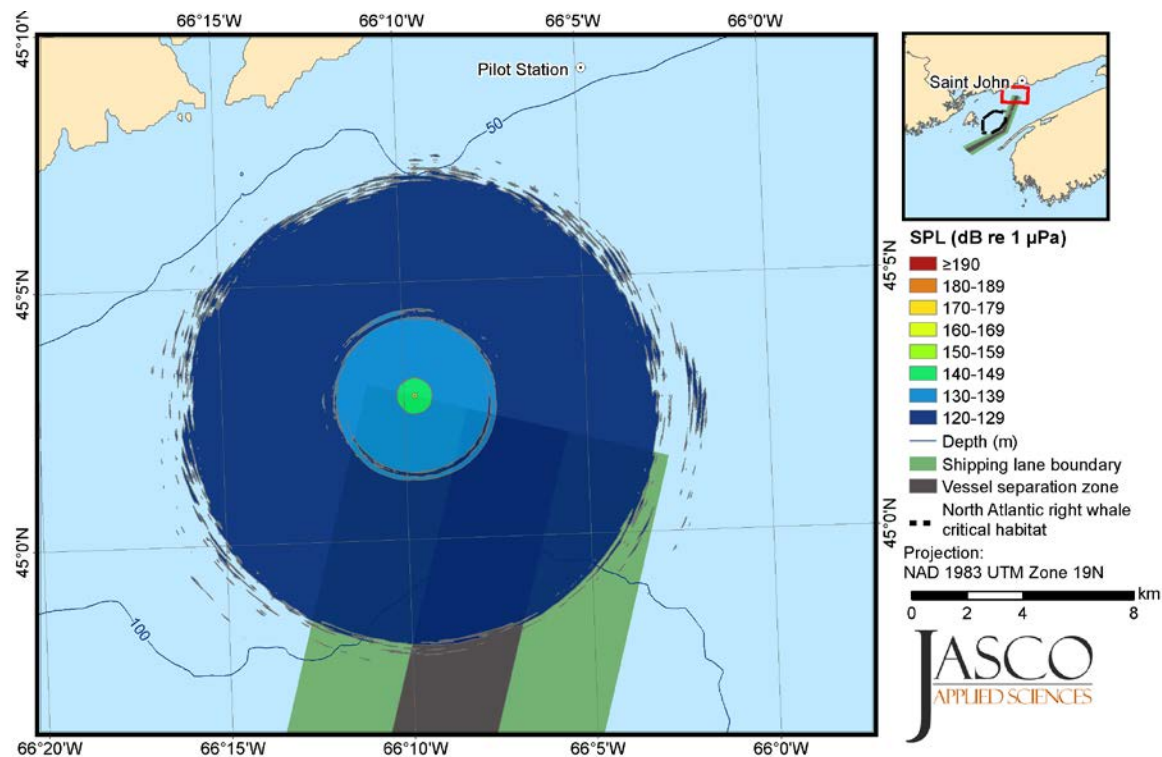 66°15'W 66°10'W 66°5'W 66°0'W
45°10'N
Pilot Station
50
45°5'N
45°5'N
45°0'N
45°0'N
100
66°20'W 66°15'W 66°10'W 66°5'W 66°0'W
Saint John
SPL (dB re 1 µPa)
≥190
180-189
170-179
160-169
150-159
140-149
130-139
120-129
Depth (m)
Shipping lane boundary
Vessel separation zone
North Atlantic right whale
critical habitat
Projection:
NAD 1983 UTM Zone 19N
km
0 2 4 8
JASCO
APPLIED SCIENCES